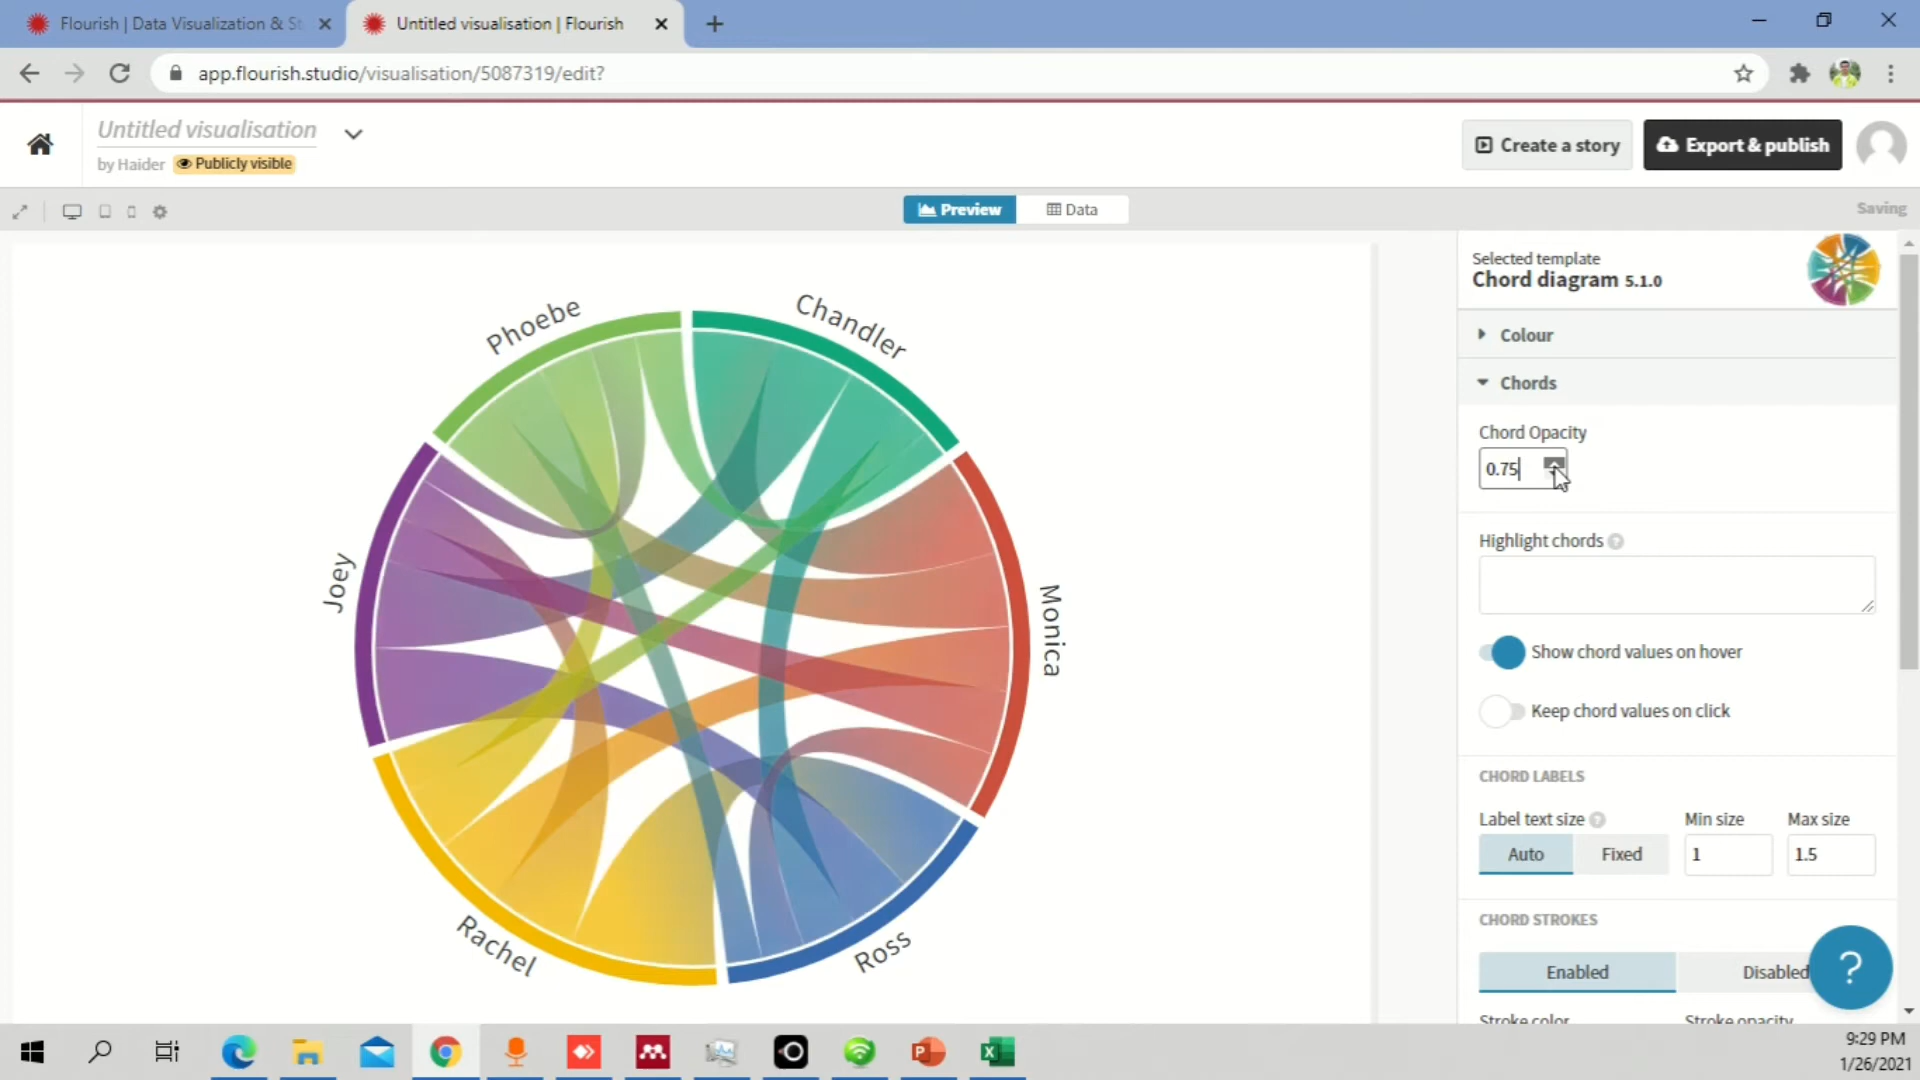 Flourish | Data Visualization & St
Untitled visualisation | Flourish
app.flourish.studio/visualisation/5087319/edit?
Untitled visualisation
by Haider
Publicly visible
Create a story
Export & publish
Preview
Data
Saving
Selected template
Chord diagram 5.1.0
Colour
Chords
Chord Opacity
0.75
Highlight chords
Show chord values on hover
Keep chord values on click
CHORD LABELS
Label text size
Min size
Max size
Auto
Fixed
1
1.5
CHORD STROKES
Enabled
Disabled
Stroke color
Stroke opacity
?
Phoebe
Chandler
Joey
Monica
Rachel
Ross
9:29 PM
1/26/2021